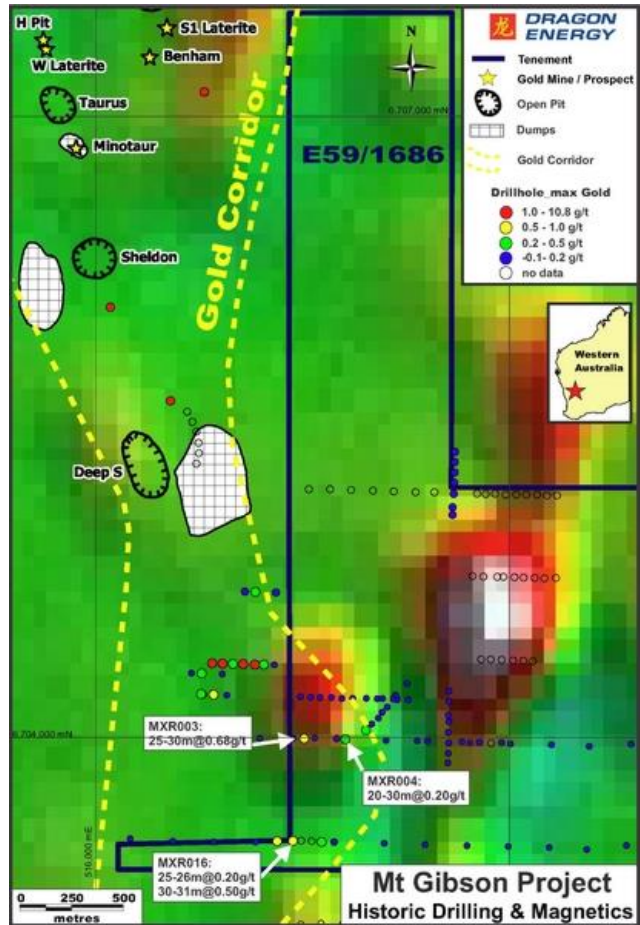 H Pit
S1 Laterite
W Laterite
Benham
Taurus
Minotaur
Sheldon
Deep S
Gold Corridor
N
6,707,000 mN
E59/1686
龙
DRAGON
ENERGY
Tenement
Gold Mine / Prospect
Open Pit
Dumps
Gold Corridor
Drillhole_max Gold
1.0 - 10.8 g/t
0.5 - 1.0 g/t
0.2 - 0.5 g/t
-0.1- 0.2 g/t
no data
Western
Australia
MXR003:
25-30m@0.68g/t
6,704,000 mN
MXR004:
20-30m@0.20g/t
516,000 mE
MXR016:
25-26m@0.20g/t
30-31m@0.50g/t
0 250 500
metres
Mt Gibson Project
Historic Drilling & Magnetics